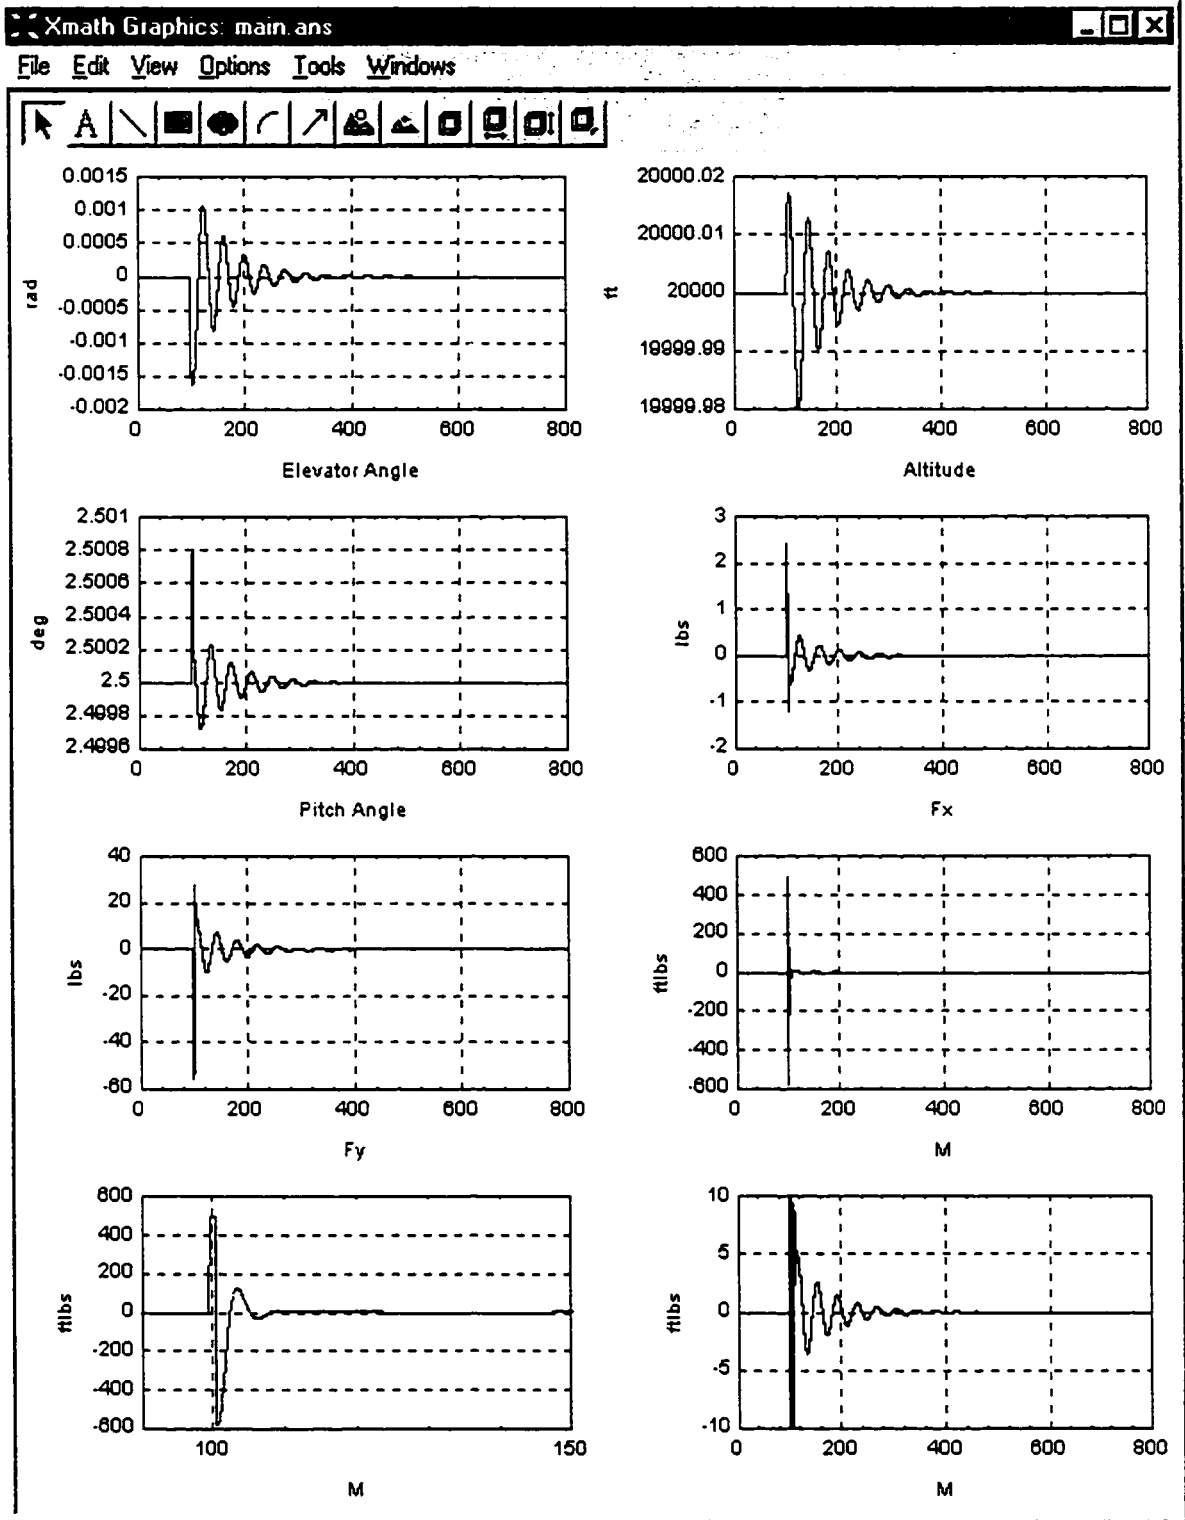 Xmath Graphics: main.ans
File Edit View Options Tools Windows
A
0.0015
0.001
0.0005
0
-0.0005
-0.001
-0.0015
-0.002
rad
0 200 400 600 800
Elevator Angle
20000.02
20000.01
20000
19999.99
19999.98
ft
0 200 400 600 800
Altitude
2.501
2.5008
2.5006
2.5004
2.5002
2.5
2.4998
2.4996
deg
0 200 400 600 800
Pitch Angle
3
2
1
0
-1
-2
lbs
0 200 400 600 800
Fx
40
20
0
-20
-40
-60
lbs
0 200 400 600 800
Fy
600
400
200
0
-200
-400
-600
ftlbs
0 200 400 600 800
M
600
400
200
0
-200
-400
-600
ftlbs
100 150
M
10
5
0
-5
-10
ftlbs
0 200 400 600 800
M